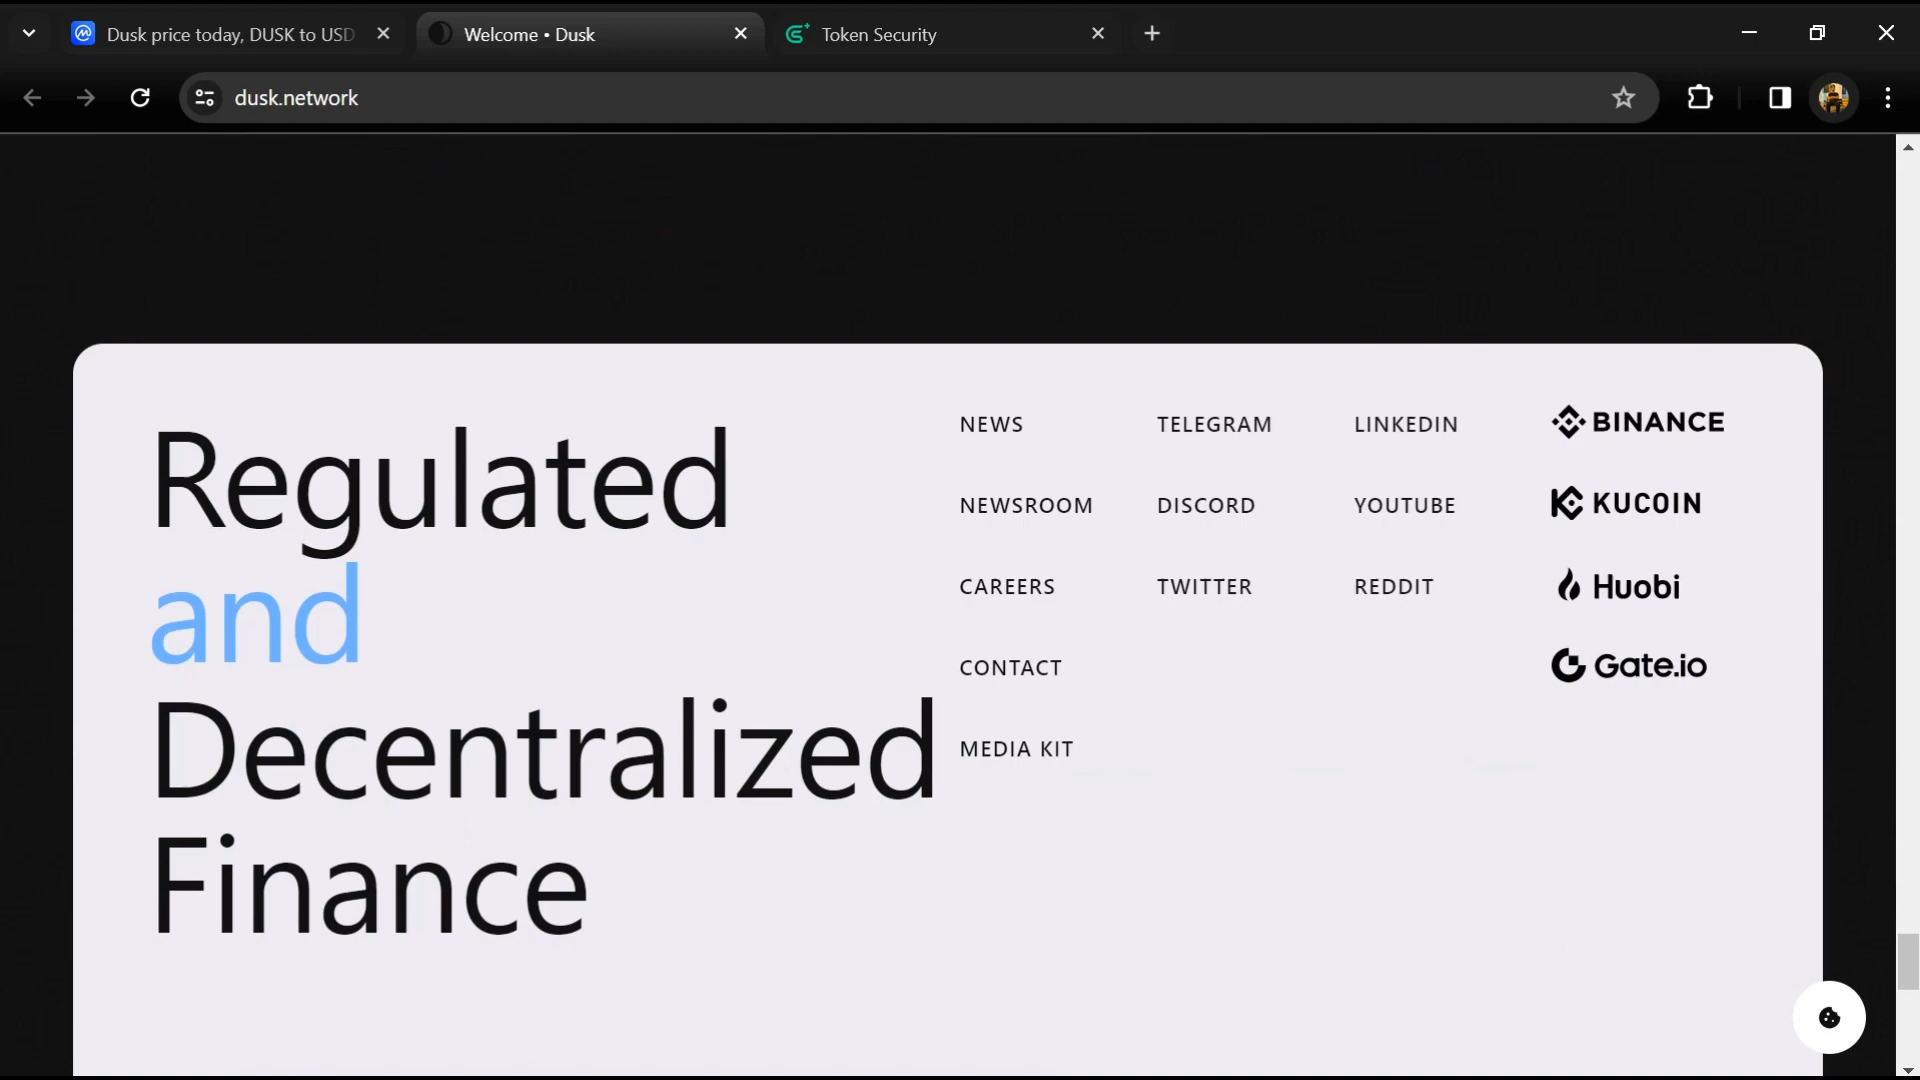 Dusk price today, DUSK to USD
Welcome • Dusk
Token Security
dusk.network
Regulated
and
Decentralized
Finance
NEWS
NEWSROOM
CAREERS
CONTACT
MEDIA KIT
TELEGRAM
DISCORD
TWITTER
LINKEDIN
YOUTUBE
REDDIT
BINANCE
KUCOIN
Huobi
Gate.io